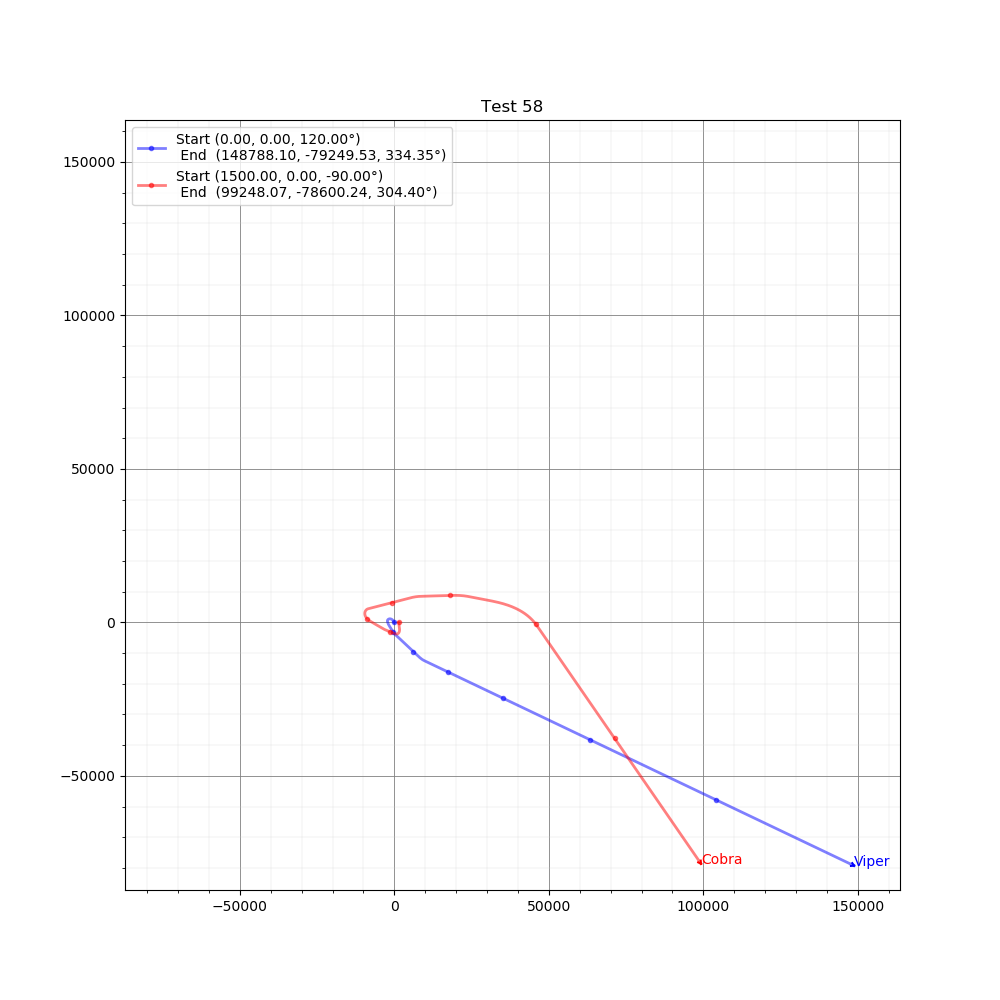 Test 58
Start (0.00, 0.00, 120.00°)
End  (148788.10, -79249.53, 334.35°)
Start (1500.00, 0.00, -90.00°)
End  (99248.07, -78600.24, 304.40°)
150000
100000
50000
0
−50000
Cobra
Viper
−50000 0 50000 100000 150000